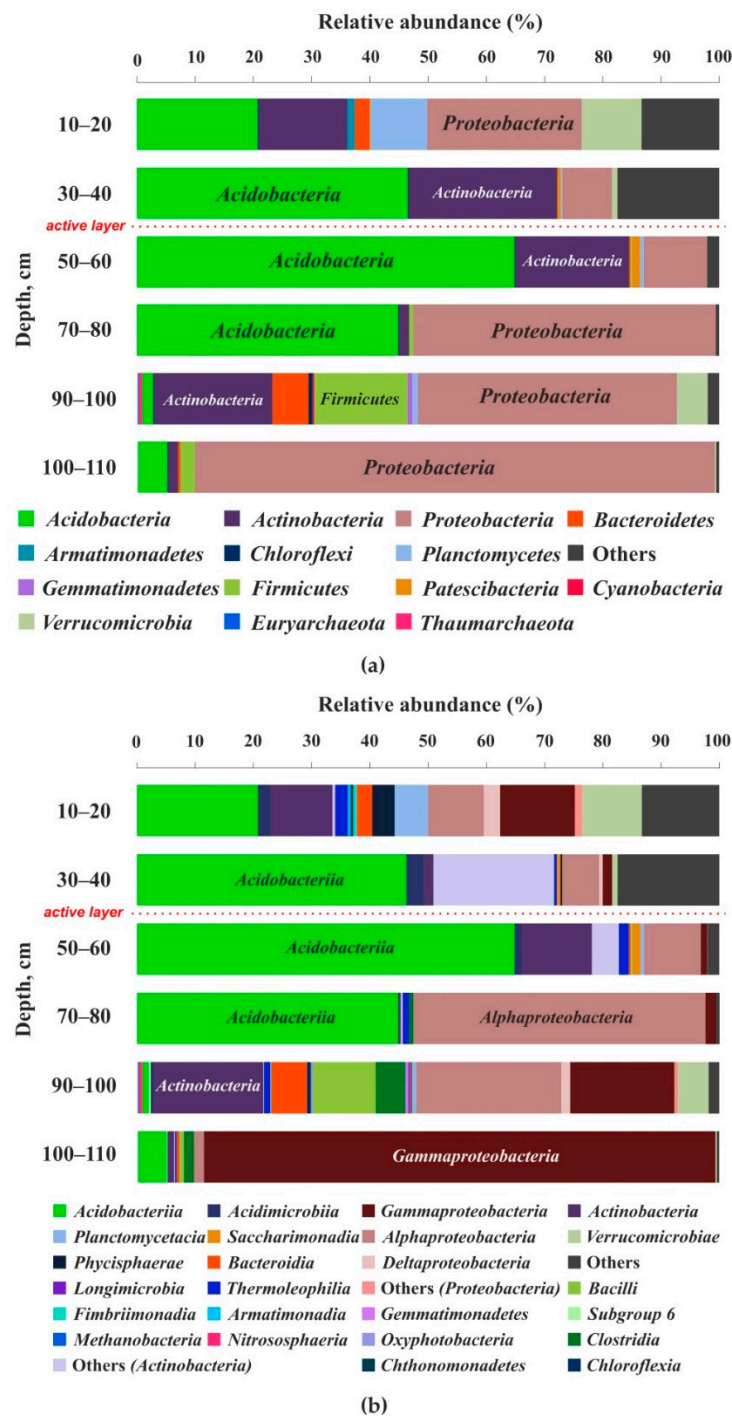 Relative abundance (%)
0 10 20 30 40 50 60 70 80 90 100
10–20
Proteobacteria
30–40
Acidobacteria Actinobacteria
active layer
50–60
Acidobacteria Actinobacteria
Depth, cm
70–80
Acidobacteria Proteobacteria
90–100
Actinobacteria Firmicutes Proteobacteria
100–110
Proteobacteria
Acidobacteria Actinobacteria Proteobacteria Bacteroidetes
Armatimonadetes Chloroflexi Planctomycetes Others
Gemmatimonadetes Firmicutes Patescibacteria Cyanobacteria
Verrucomicrobia Euryarchaeota Thaumarchaeota
(a)
Relative abundance (%)
0 10 20 30 40 50 60 70 80 90 100
10–20
30–40
Acidobacteriia
active layer
50–60
Acidobacteriia
Depth, cm
70–80
Acidobacteriia Alphaproteobacteria
90–100
Actinobacteria
100–110
Gammaproteobacteria
Acidobacteriia Acidimicrobiia Gammaproteobacteria Actinobacteria
Planctomycetacia Saccharimonadia Alphaproteobacteria Verrucomicrobiae
Phycisphaerae Bacteroidia Deltaproteobacteria Others
Longimicrobia Thermoleophilia Others (Proteobacteria) Bacilli
Fimbriimonadia Armatimonadia Gemmatimonadetes Subgroup 6
Methanobacteria Nitrososphaeria Oxyphotobacteria Clostridia
Others (Actinobacteria) Chthonomonadetes Chloroflexia
(b)